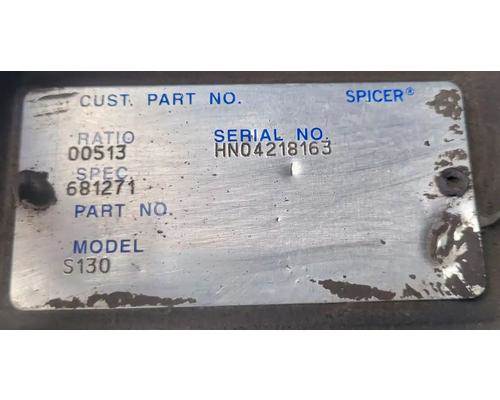 CUST. PART NO. SPICER®
RATIO SERIAL NO.
00513 HN04218163
SPEC
681271
PART NO.
MODEL
S130